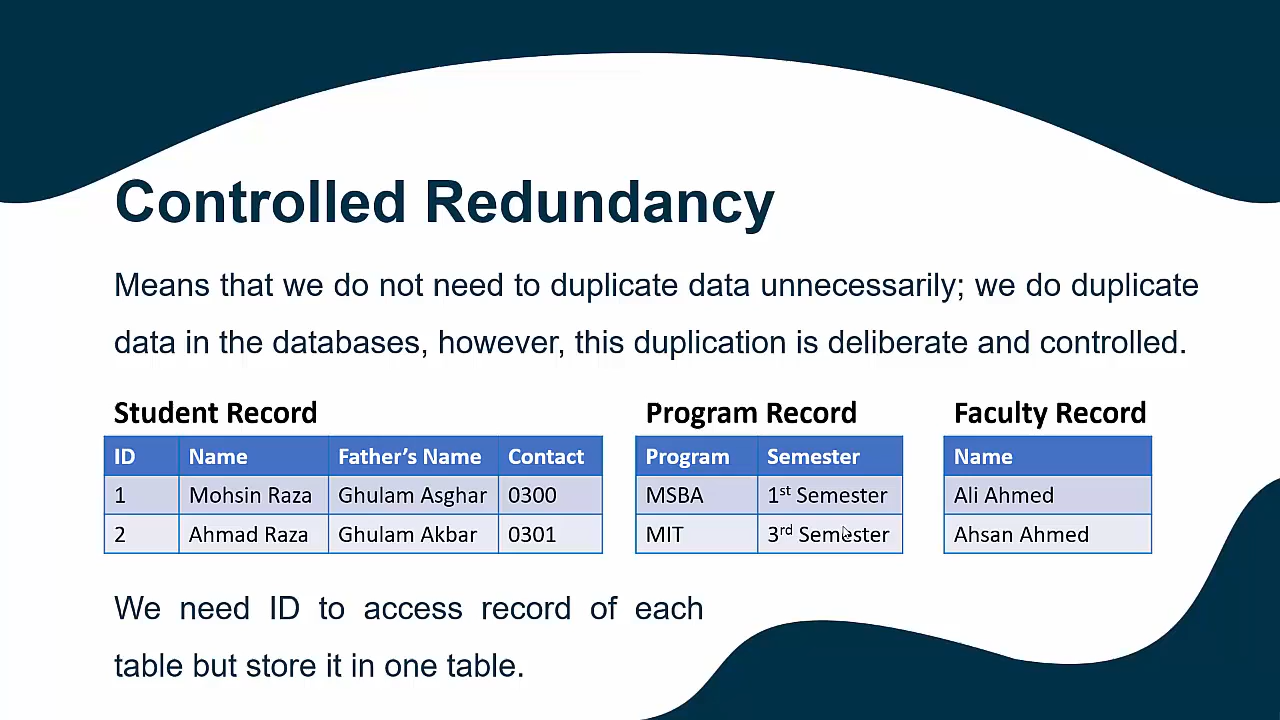 Controlled Redundancy
Means that we do not need to duplicate data unnecessarily; we do duplicate
data in the databases, however, this duplication is deliberate and controlled.
Student Record
ID Name Father's Name Contact
1 Mohsin Raza Ghulam Asghar 0300
2 Ahmad Raza Ghulam Akbar 0301
Program Record
Program Semester
MSBA 1st Semester
MIT 3rd Semester
Faculty Record
Name
Ali Ahmed
Ahsan Ahmed
We need ID to access record of each
table but store it in one table.